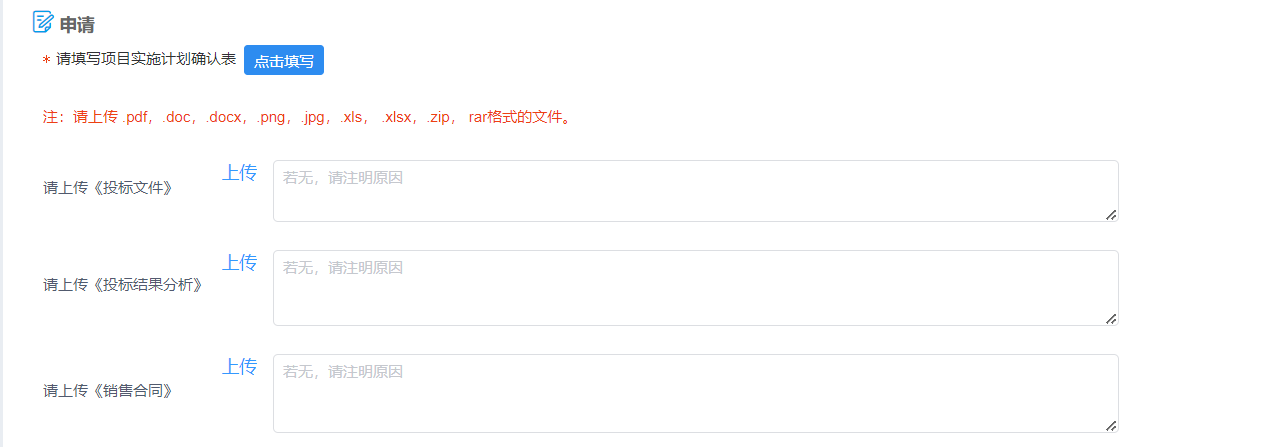 申请
* 请填写项目实施计划确认表 点击填写
注：请上传 .pdf，.doc，.docx，.png，.jpg，.xls， .xlsx，.zip， rar格式的文件。
请上传《投标文件》 上传 若无，请注明原因
请上传《投标结果分析》 上传 若无，请注明原因
请上传《销售合同》 上传 若无，请注明原因